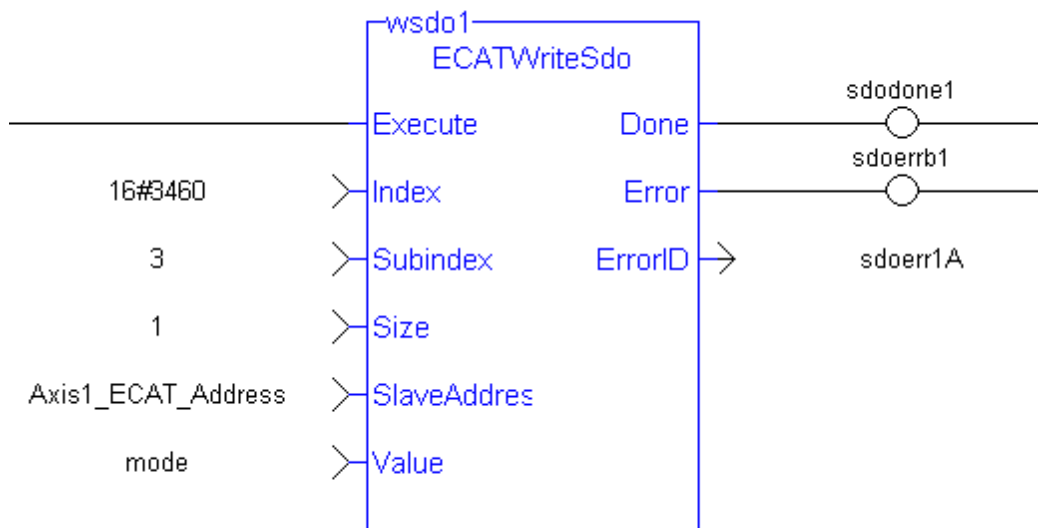 wsdo1
ECATWriteSdo
sdodone1
Execute Done
sdoerrb1
16#3460 Index Error
3 Subindex ErrorID sdoerr1A
1 Size
Axis1_ECAT_Address SlaveAddres
mode Value